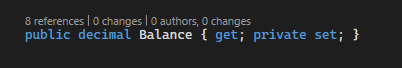 8 references | 0 changes | 0 authors, 0 changes
public decimal Balance { get; private set; }